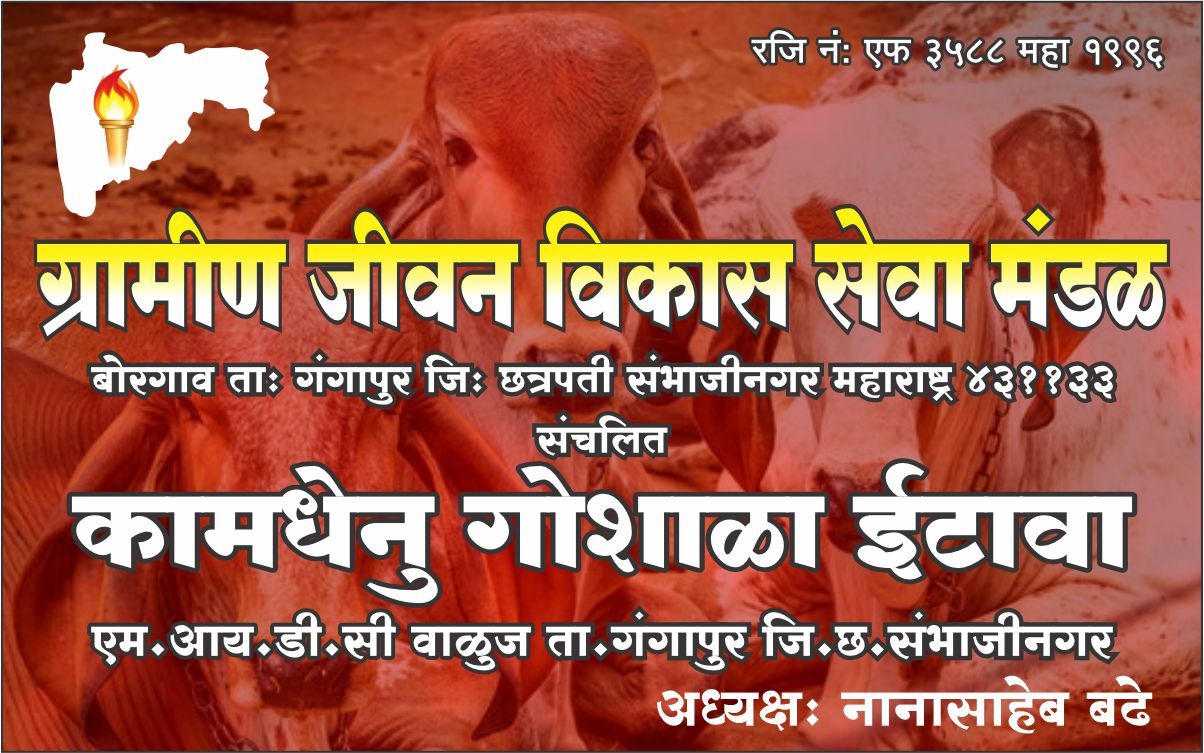 रजि नं: एफ ३५८८ महा १९९६
ग्रामीण जीवन विकास सेवा मंडळ
बोरगाव ताः गंगापुर जिः छत्रपती संभाजीनगर महाराष्ट्र ४३११३३
संचलित
कामधेनु गोशाळा ईटावा
एम.आय.डी.सी वाळुज ता.गंगापुर जि.छ.संभाजीनगर
अध्यक्षः नानासाहेब बढे